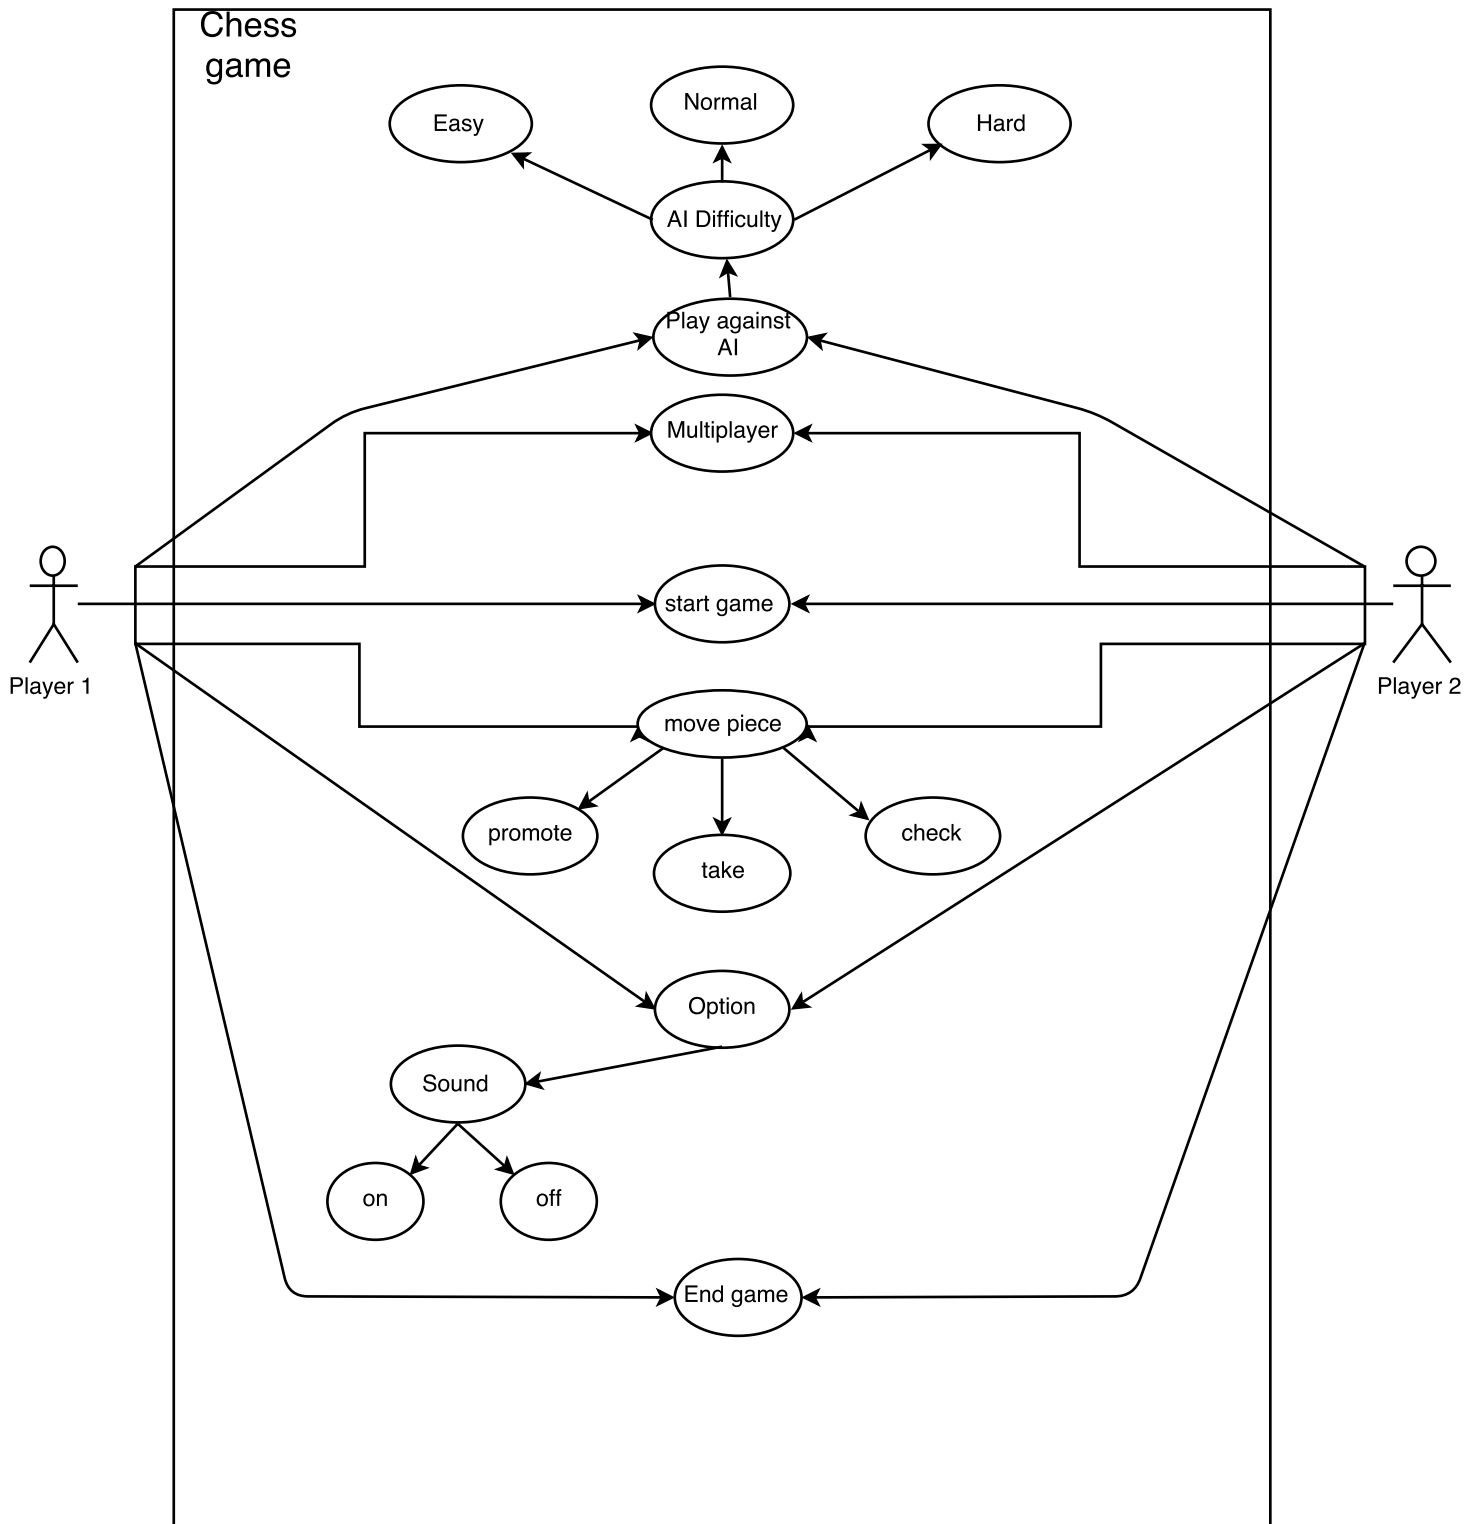 Chess
game
Normal
Easy
Hard
AI Difficulty
Play against
AI
Multiplayer
start game
Player 1
Player 2
move piece
promote
check
take
Option
Sound
on
off
End game